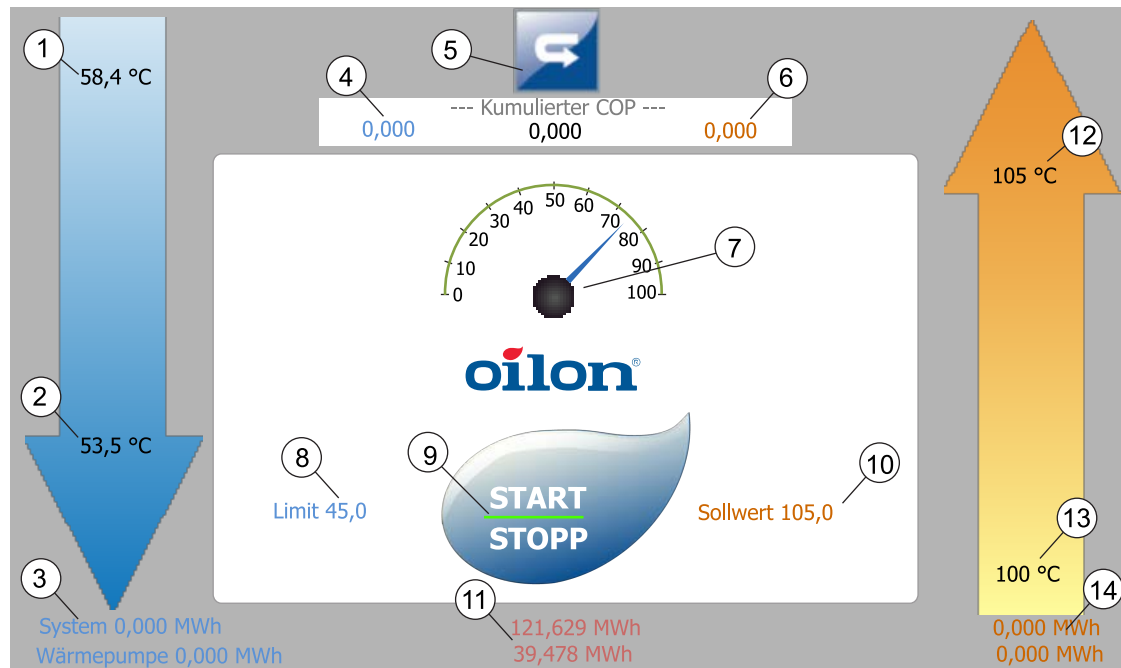 1
58,4 °C
2
53,5 °C
3
System 0,000 MWh
Wärmepumpe 0,000 MWh
4
5
6
--- Kumulierter COP ---
0,000 0,000 0,000
0 10 20 30 40 50 60 70 80 90 100
7
oilon®
8
Limit 45,0
9
START
STOPP
10
Sollwert 105,0
11
121,629 MWh
39,478 MWh
12
105 °C
13
100 °C
14
0,000 MWh
0,000 MWh